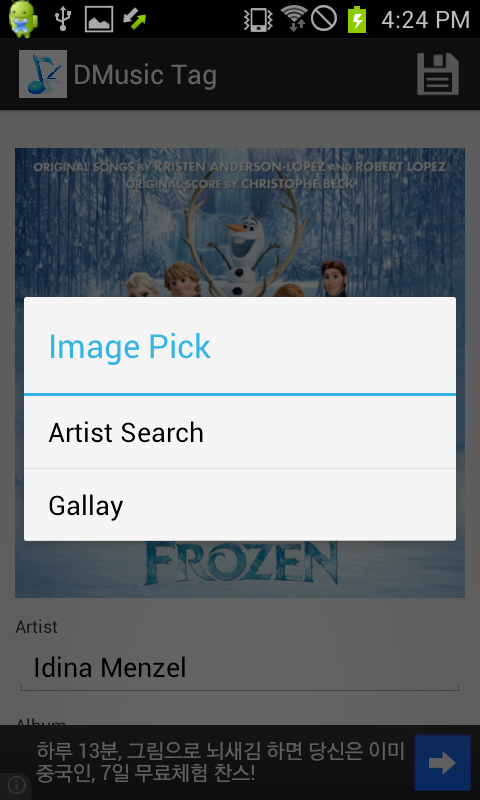 4:24 PM
DMusic Tag
ORIGINAL SONGS BY KRISTEN ANDERSON-LOPEZ AND ROBERT LOPEZ
ORIGINAL SCORE BY CHRISTOPHE BECK
Image Pick
Artist Search
Gallay
FROZEN
Artist
Idina Menzel
Album
하루 13분, 그림으로 뇌새김 하면 당신은 이미
중국인, 7일 무료체험 찬스!